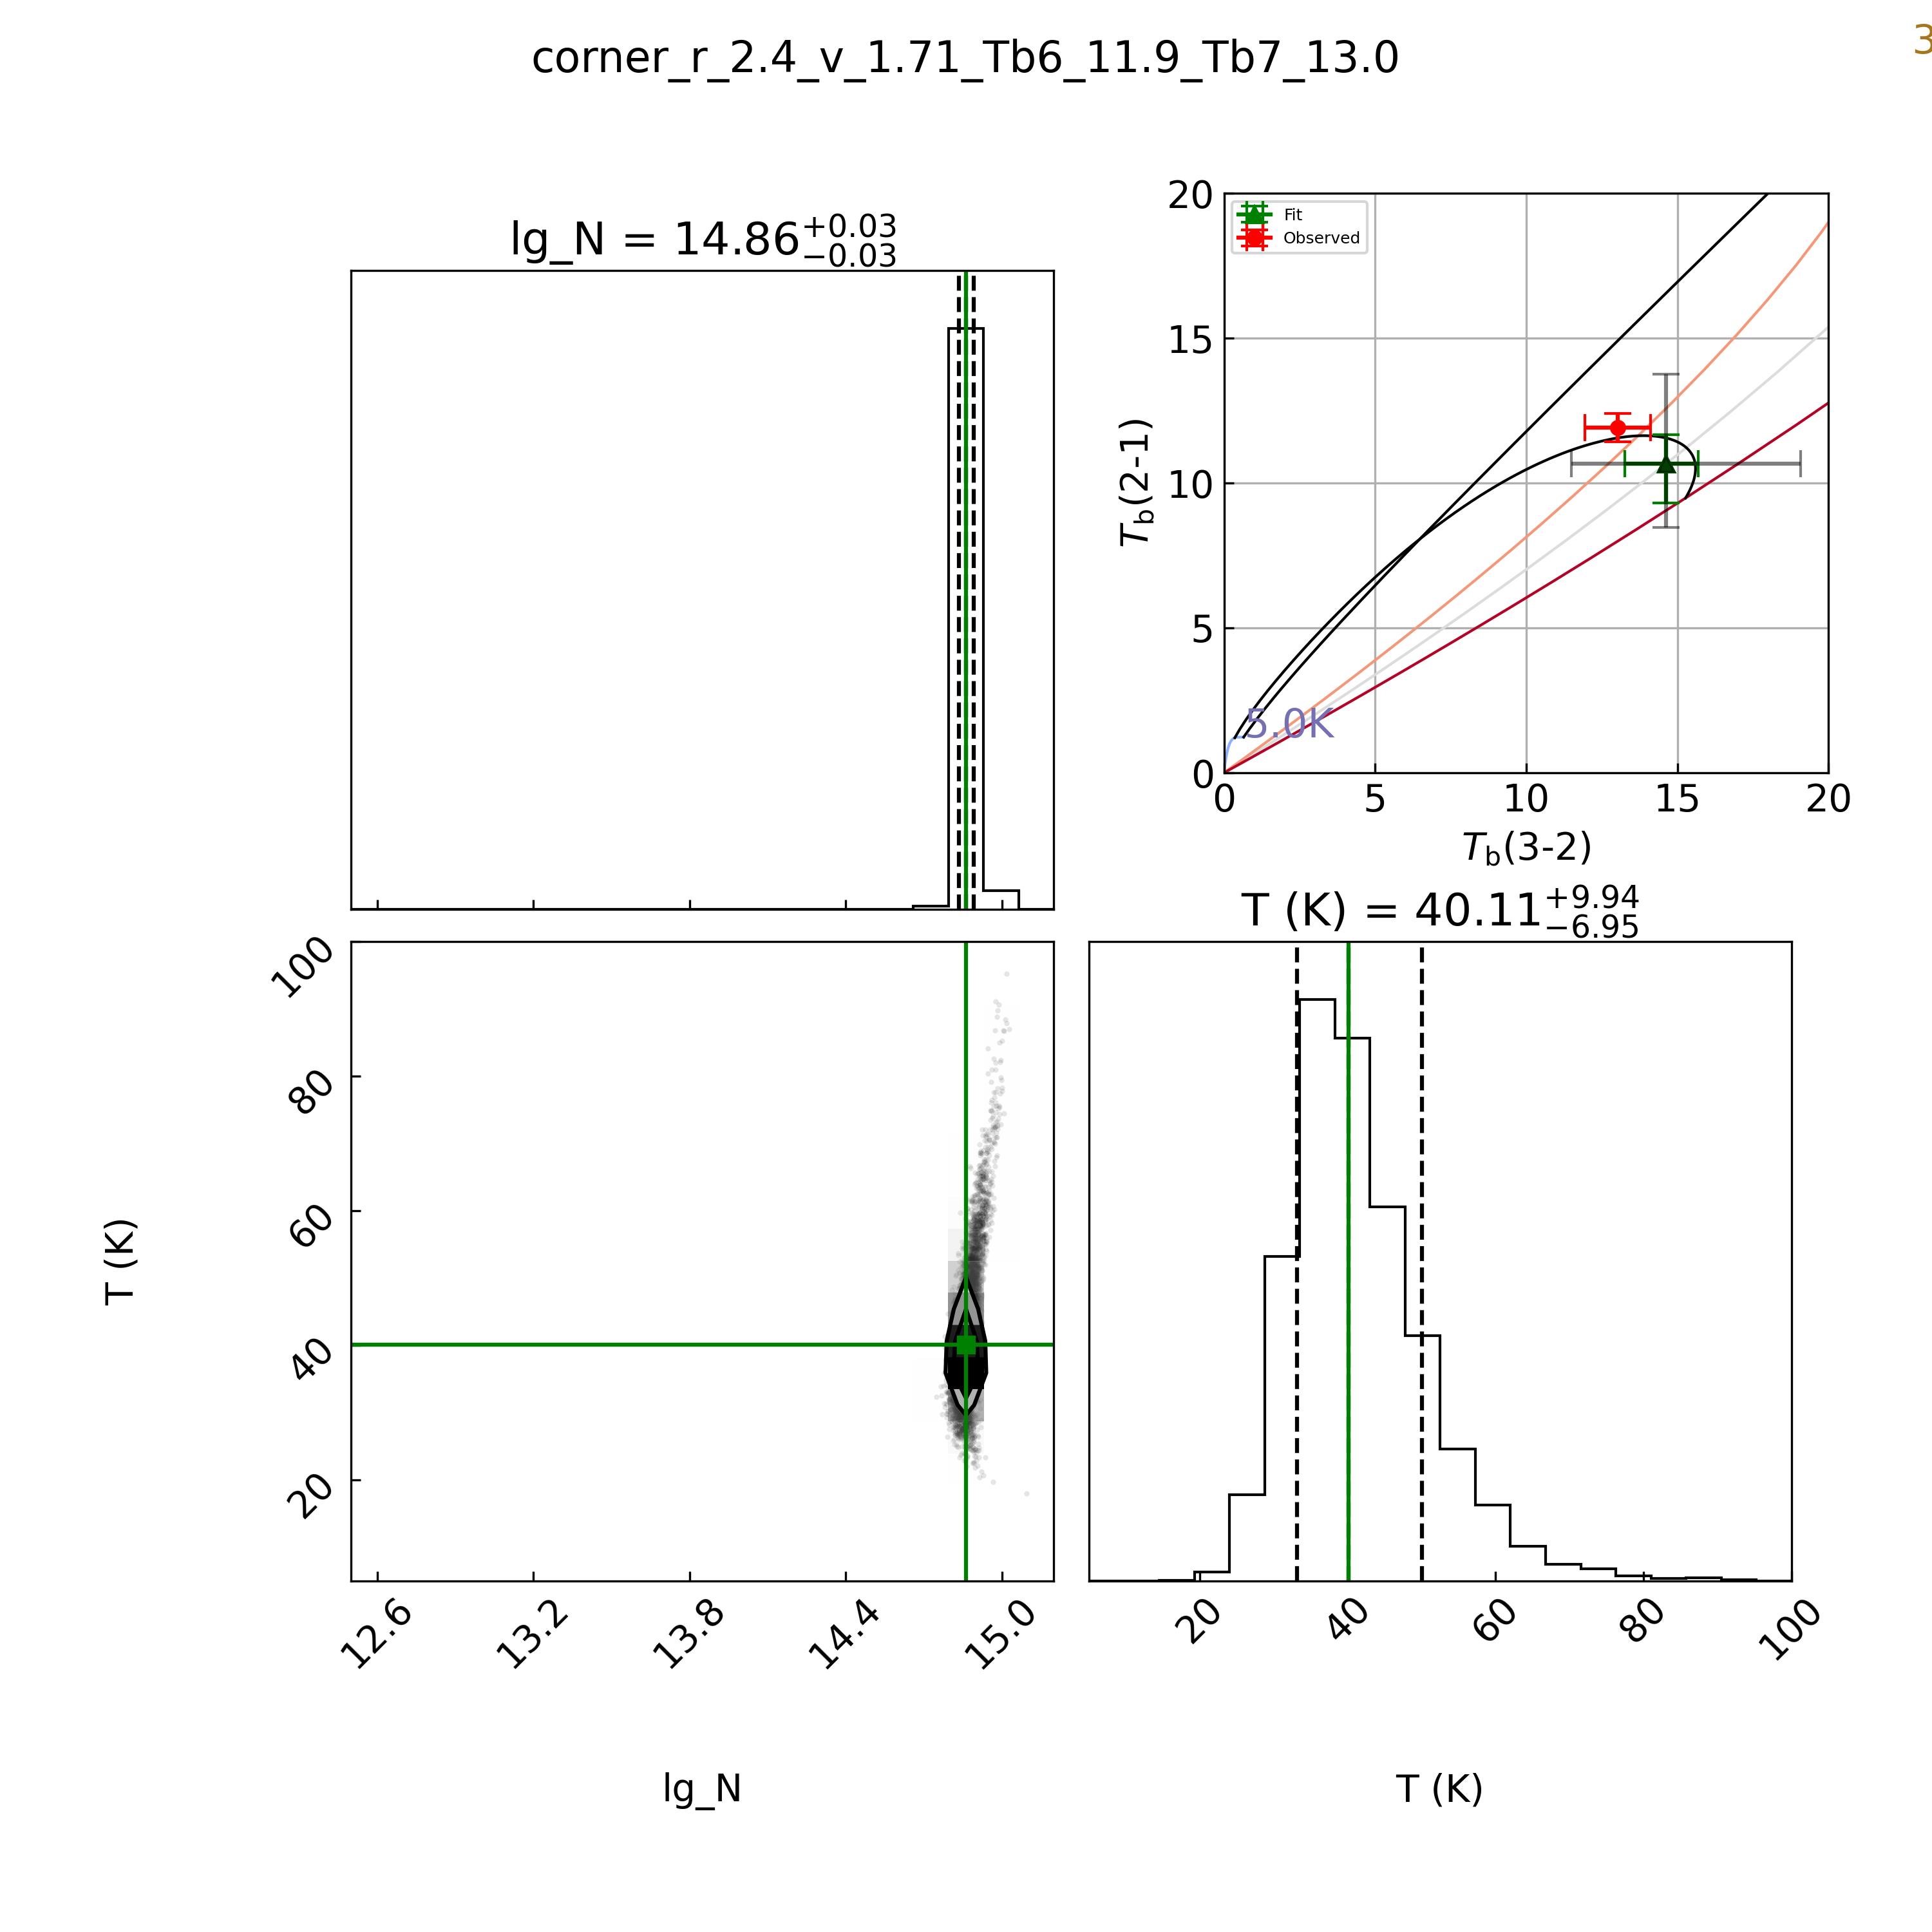 corner_r_2.4_v_1.71_Tb6_11.9_Tb7_13.0
3
lg_N = 14.86 +0.03 −0.03
20
15
10
5
0
Fit
Observed
5.0K
T_b(2-1)
0 5 10 15 20
T_b(3-2)
T (K) = 40.11 +9.94 −6.95
100
80
60
40
20
T (K)
12.6 13.2 13.8 14.4 15.0
20 40 60 80 100
lg_N
T (K)